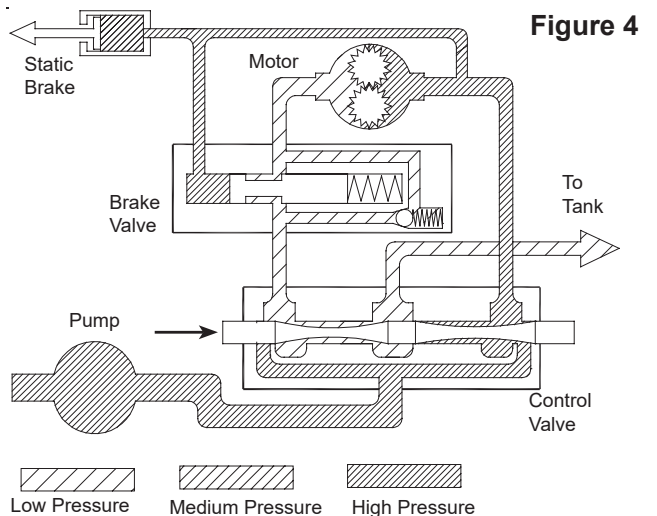 Figure 4
Static
Brake
Motor
Brake
Valve
To
Tank
Pump
Control
Valve
Low Pressure
Medium Pressure
High Pressure